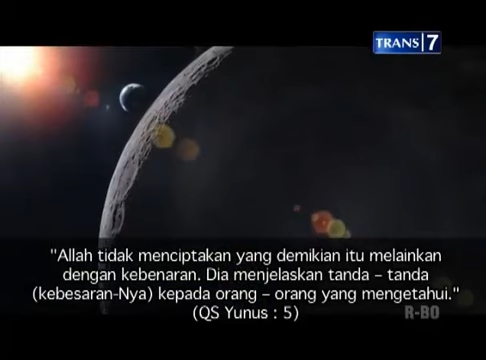 TRANS|7
"Allah tidak menciptakan yang demikian itu melainkan
dengan kebenaran. Dia menjelaskan tanda – tanda
(kebesaran-Nya) kepada orang – orang yang mengetahui."
(QS Yunus : 5)
R-BO